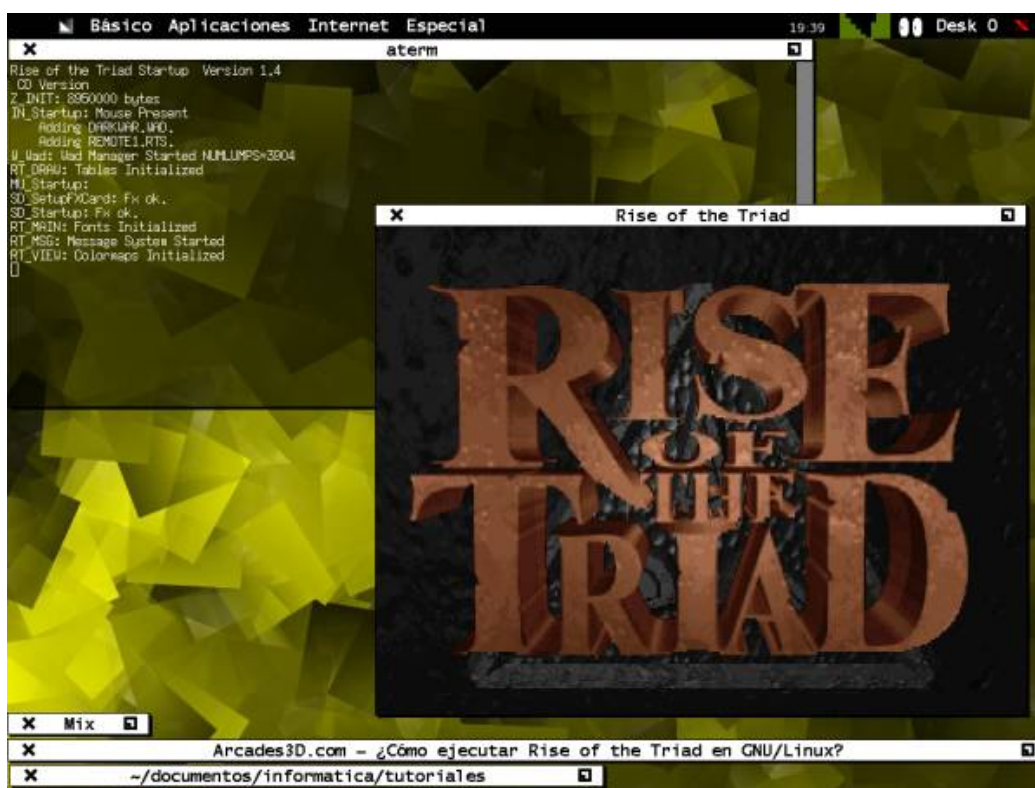 Básico Aplicaciones Internet Especial 19:39 Desk 0
aterm
Rise of the Triad Startup Version 1.4
CD Version
Z_INIT: 8950000 bytes
IN_Startup: Mouse Present
Adding DARKWAR.WAD.
Adding REMOTE1.RTS.
W_Wad: Wad Manager Started NUMLUMPS=3904
RT_DRAW: Tables Initialized
MU_Startup:
SD_SetupFXCard: Fx ok.
SD_Startup: Fx ok.
RT_MAIN: Fonts Initialized
RT_MSG: Message System Started
RT_VIEW: Colormaps Initialized
Rise of the Triad
RISE
OF
THE
TRIAD
Mix
Arcades3D.com – ¿Cómo ejecutar Rise of the Triad en GNU/Linux?
~/documentos/informatica/tutoriales